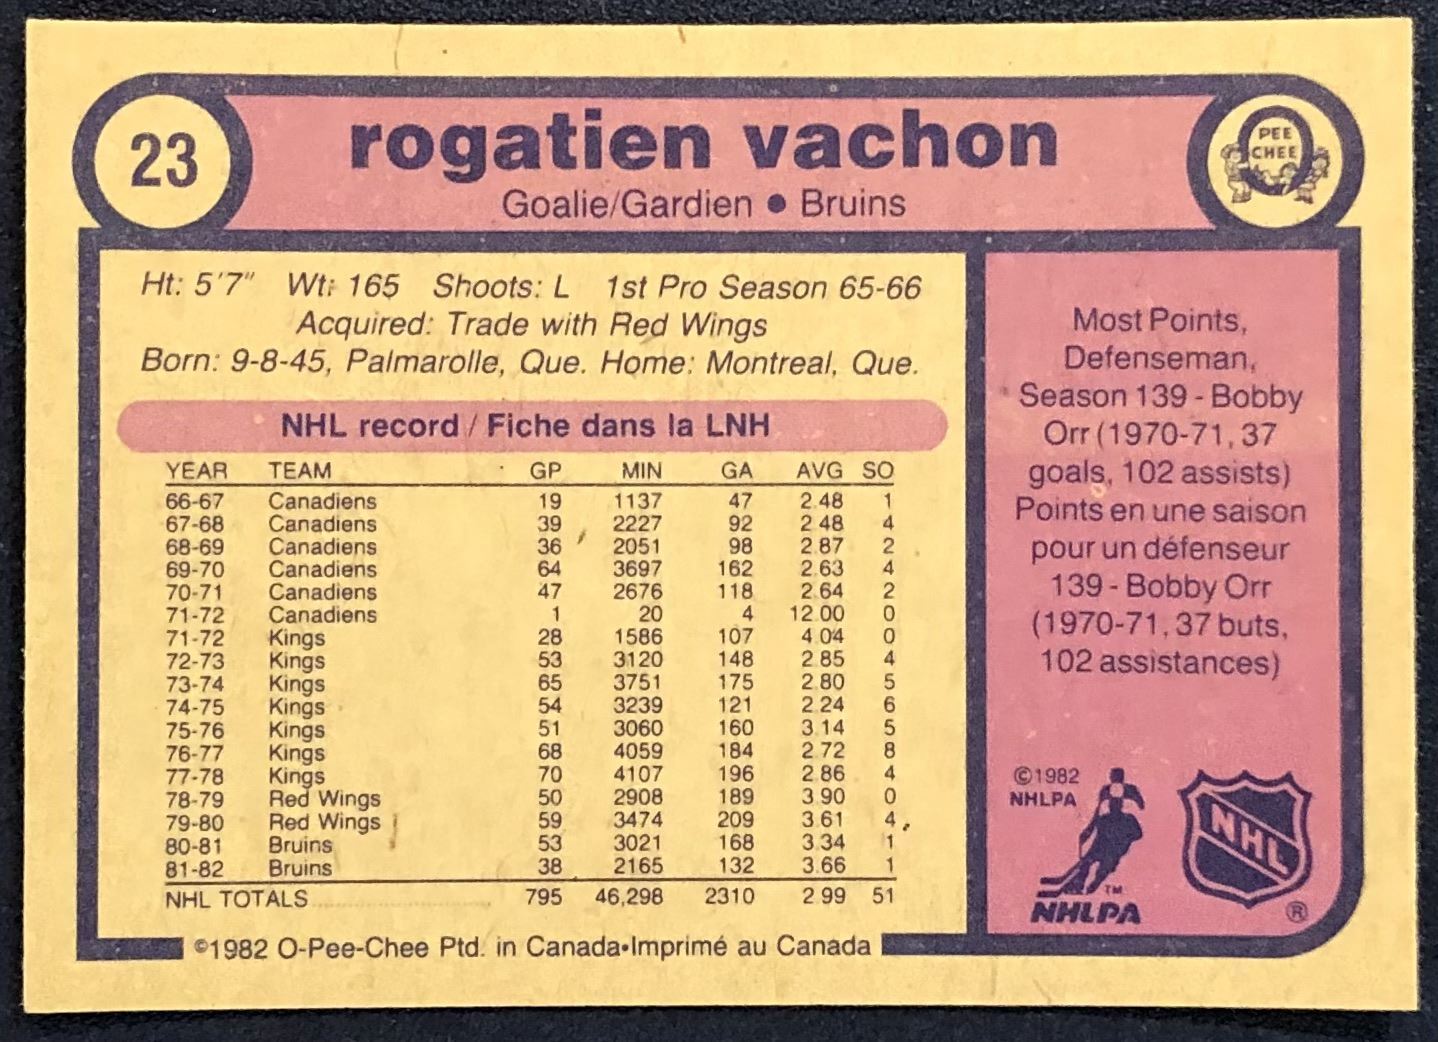 23
rogatien vachon
Goalie/Gardien • Bruins
O
PEE
CHEE
Ht: 5'7" Wt: 165 Shoots: L 1st Pro Season 65-66
Acquired: Trade with Red Wings
Born: 9-8-45, Palmarolle, Que. Home: Montreal, Que.
NHL record / Fiche dans la LNH
YEAR TEAM GP MIN GA AVG SO
66-67 Canadiens 19 1137 47 2.48 1
67-68 Canadiens 39 2227 92 2.48 4
68-69 Canadiens 36 2051 98 2.87 2
69-70 Canadiens 64 3697 162 2.63 4
70-71 Canadiens 47 2676 118 2.64 2
71-72 Canadiens 1 20 4 12.00 0
71-72 Kings 28 1586 107 4.04 0
72-73 Kings 53 3120 148 2.85 4
73-74 Kings 65 3751 175 2.80 5
74-75 Kings 54 3239 121 2.24 6
75-76 Kings 51 3060 160 3.14 5
76-77 Kings 68 4059 184 2.72 8
77-78 Kings 70 4107 196 2.86 4
78-79 Red Wings 50 2908 189 3.90 0
79-80 Red Wings 59 3474 209 3.61 4
80-81 Bruins 53 3021 168 3.34 1
81-82 Bruins 38 2165 132 3.66 1
NHL TOTALS 795 46,298 2310 2.99 51
©1982 O-Pee-Chee Ptd. in Canada•Imprimé au Canada
Most Points,
Defenseman,
Season 139 - Bobby
Orr (1970-71, 37
goals, 102 assists)
Points en une saison
pour un défenseur
139 - Bobby Orr
(1970-71, 37 buts,
102 assistances)
©1982
NHLPA
TM
NHLPA
NHL
®